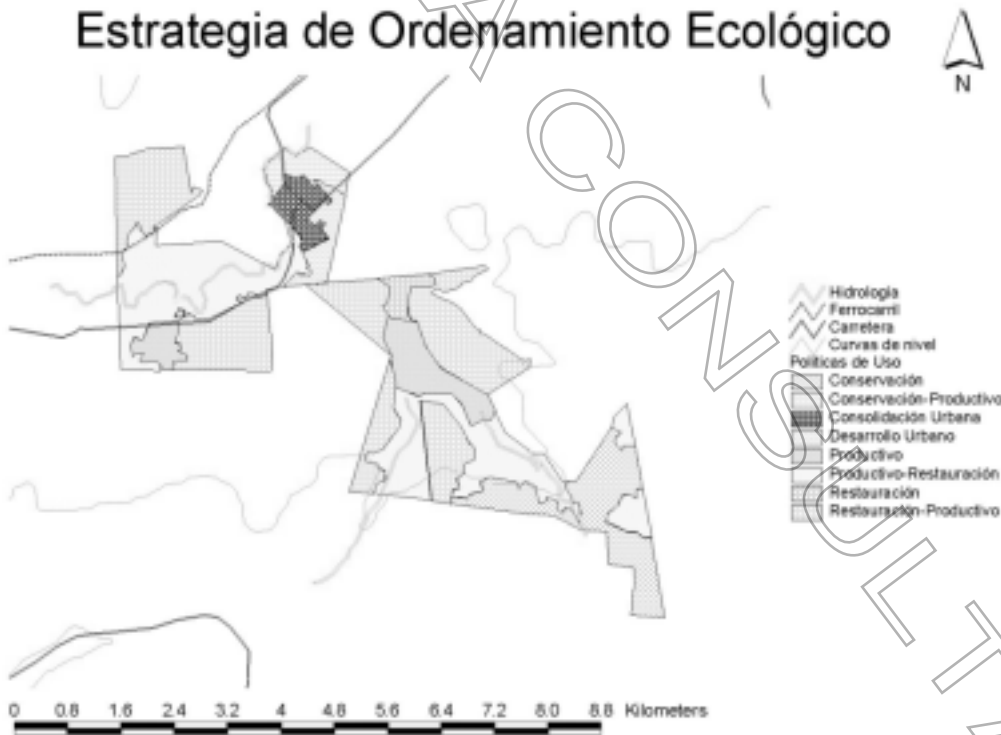 Estrategia de Ordenamiento Ecológico
N
Hidrología
Ferrocarril
Carretera
Curvas de nivel
Políticas de Uso
Conservación
Conservación-Productivo
Consolidación Urbana
Desarrollo Urbano
Productivo
Productivo-Restauración
Restauración
Restauración-Productivo
0 0.8 1.6 2.4 3.2 4 4.8 5.6 6.4 7.2 8.0 8.8 Kilometers
A CONSULTA